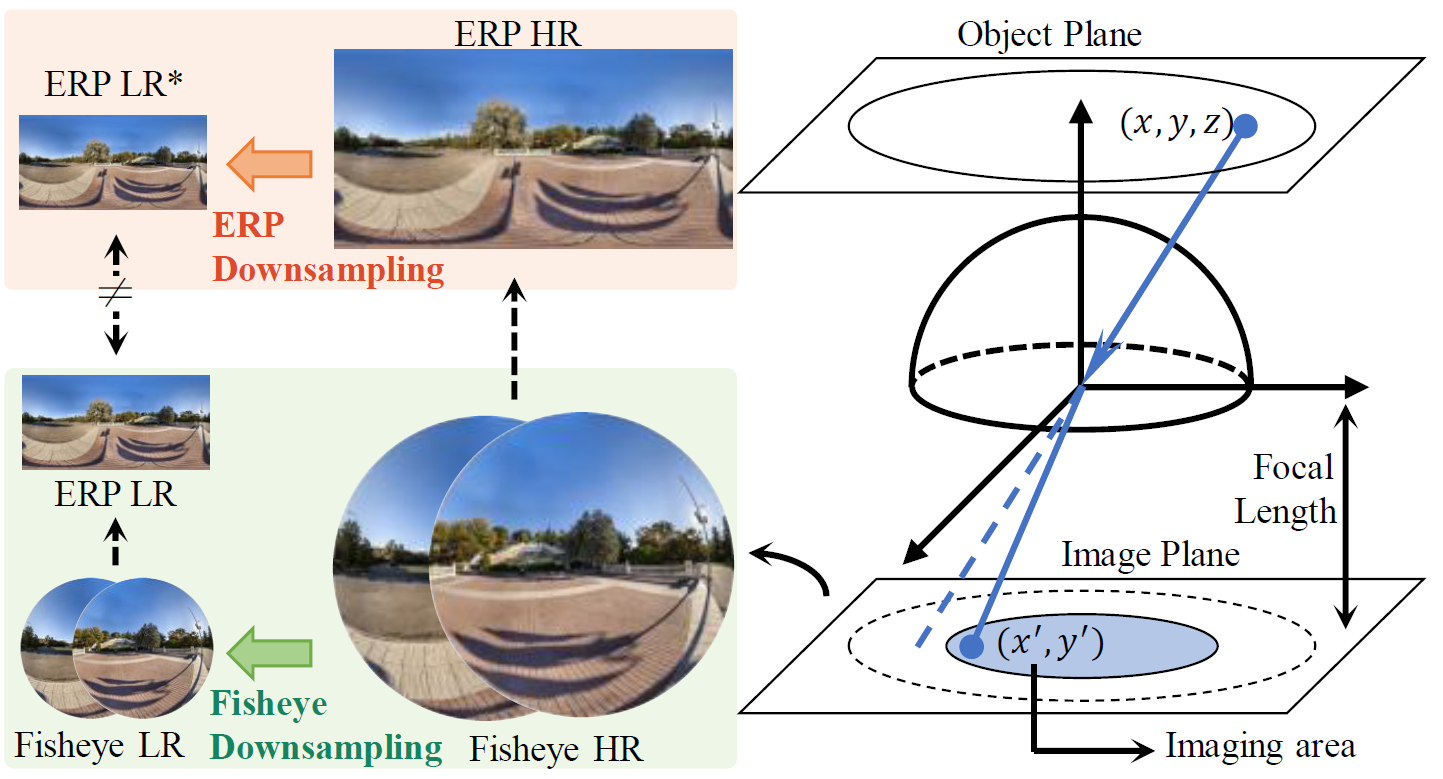 ERP HR
ERP LR*
ERP
Downsampling
≠
ERP LR
Fisheye LR
Fisheye
Downsampling
Fisheye HR
Object Plane
(x, y, z)
Focal
Length
Image Plane
(x′, y′)
Imaging area